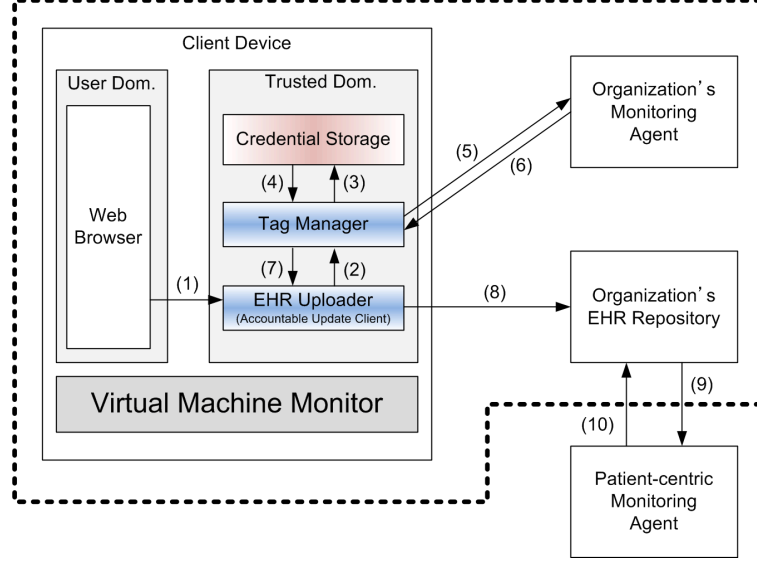 Client Device
User Dom.
Trusted Dom.
Credential Storage
(4)
(3)
Tag Manager
(7)
(2)
EHR Uploader
(Accountable Update Client)
Web
Browser
(1)
Virtual Machine Monitor
(5)
(6)
Organization's
Monitoring
Agent
(8)
Organization's
EHR Repository
(9)
(10)
Patient-centric
Monitoring
Agent